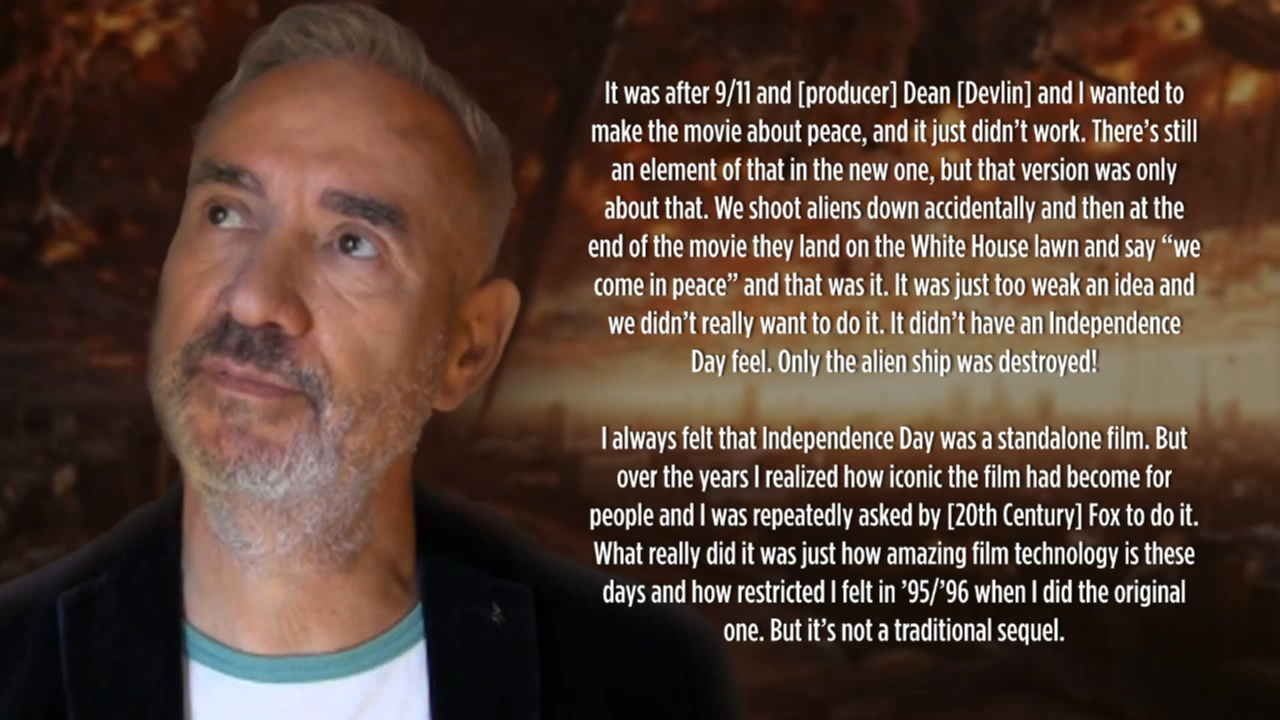 It was after 9/11 and [producer] Dean [Devlin] and I wanted to
make the movie about peace, and it just didn’t work. There’s still
an element of that in the new one, but that version was only
about that. We shoot aliens down accidentally and then at the
end of the movie they land on the White House lawn and say “we
come in peace” and that was it. It was just too weak an idea and
we didn’t really want to do it. It didn’t have an Independence
Day feel. Only the alien ship was destroyed!
I always felt that Independence Day was a standalone film. But
over the years I realized how iconic the film had become for
people and I was repeatedly asked by [20th Century] Fox to do it.
What really did it was just how amazing film technology is these
days and how restricted I felt in ’95/’96 when I did the original
one. But it’s not a traditional sequel.